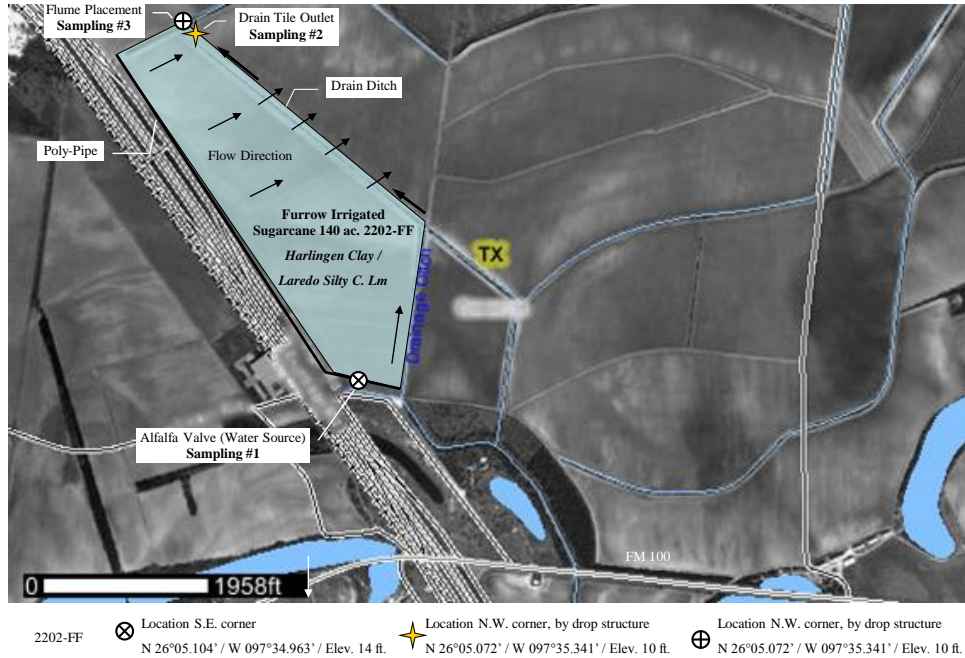 Flume Placement
Sampling #3
Drain Tile Outlet
Sampling #2
Drain Ditch
Poly-Pipe
Flow Direction
Furrow Irrigated
Sugarcane 140 ac. 2202-FF
Harlingen Clay /
Laredo Silty C. Lm
TX
Drainage Ditch
Alfalfa Valve (Water Source)
Sampling #1
FM 100
0 1958ft
2202-FF
Location S.E. corner
N 26°05.104' / W 097°34.963' / Elev. 14 ft.
Location N.W. corner, by drop structure
N 26°05.072' / W 097°35.341' / Elev. 10 ft.
Location N.W. corner, by drop structure
N 26°05.072' / W 097°35.341' / Elev. 10 ft.